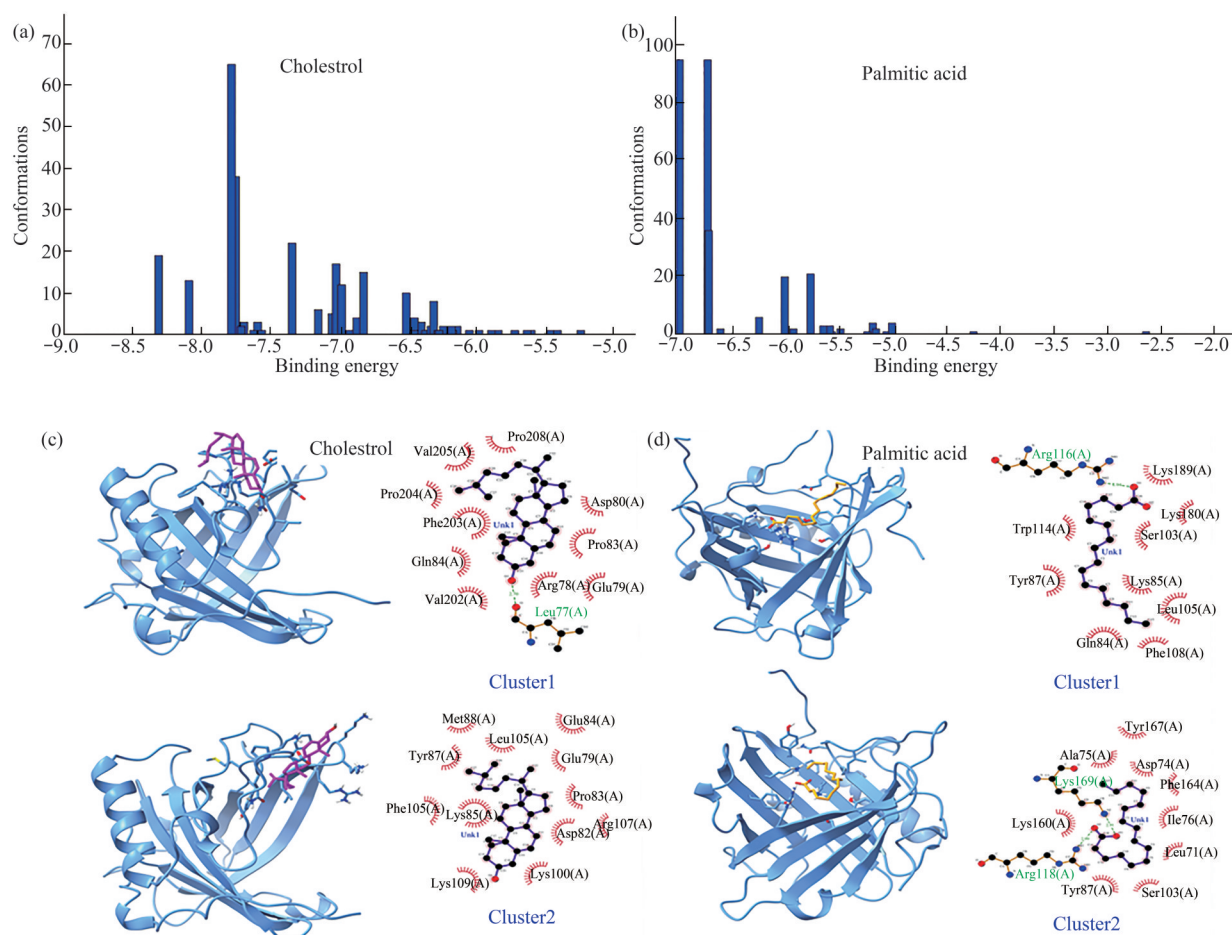 (a)
Cholestrol
Conformations
70
60
50
40
30
20
10
0
-9.0 -8.5 -8.0 -7.5 -7.0 -6.5 -6.0 -5.5 -5.0
Binding energy
(b)
Palmitic acid
Conformations
100
80
60
40
20
0
-7.0 -6.5 -6.0 -5.5 -5.0 -4.5 -4.0 -3.5 -3.0 -2.5 -2.0
Binding energy
(c)
Cholestrol
Pro208(A)
Val205(A)
Pro204(A)
Asp80(A)
Phe203(A)
Unk1
Pro83(A)
Gln84(A)
Arg78(A)
Glu79(A)
Val202(A)
Leu77(A)
Cluster1
Met88(A)
Glu84(A)
Leu105(A)
Tyr87(A)
Glu79(A)
Pro83(A)
Phe105(A)
Lys85(A)
Arg107(A)
Unk1
Asp82(A)
Lys109(A)
Lys100(A)
Cluster2
(d)
Palmitic acid
Arg116(A)
Lys189(A)
Lys180(A)
Trp114(A)
Ser103(A)
Unk1
Tyr87(A)
Lys85(A)
Leu105(A)
Gln84(A)
Phe108(A)
Cluster1
Tyr167(A)
Ala75(A)
Asp74(A)
Lys169(A)
Phe164(A)
Lys160(A)
Unk1
Ile76(A)
Leu71(A)
Arg118(A)
Tyr87(A)
Ser103(A)
Cluster2